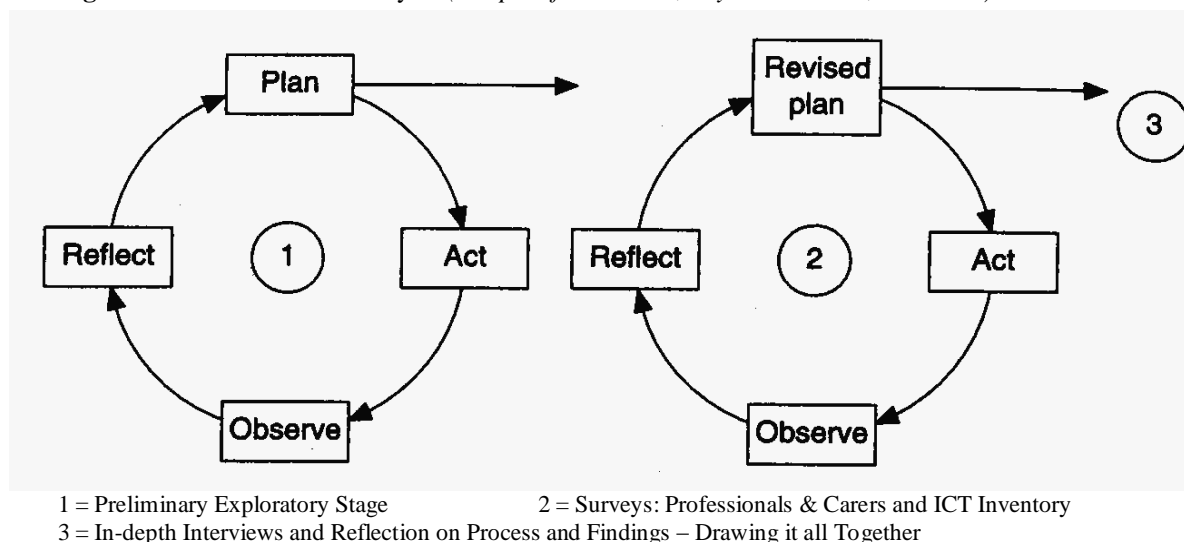 Plan
Revised
plan
3
Reflect
1
Act
Reflect
2
Act
Observe
Observe
1 = Preliminary Exploratory Stage
2 = Surveys: Professionals & Carers and ICT Inventory
3 = In-depth Interviews and Reflection on Process and Findings – Drawing it all Together